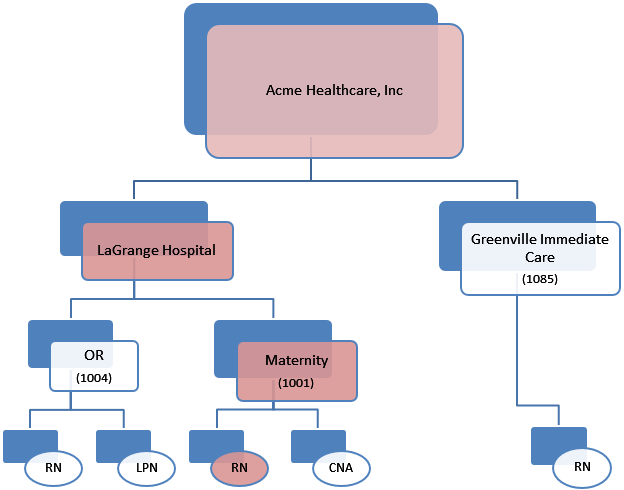 Acme Healthcare, Inc
LaGrange Hospital
Greenville Immediate
Care
(1085)
OR
(1004)
Maternity
(1001)
RN
LPN
RN
CNA
RN